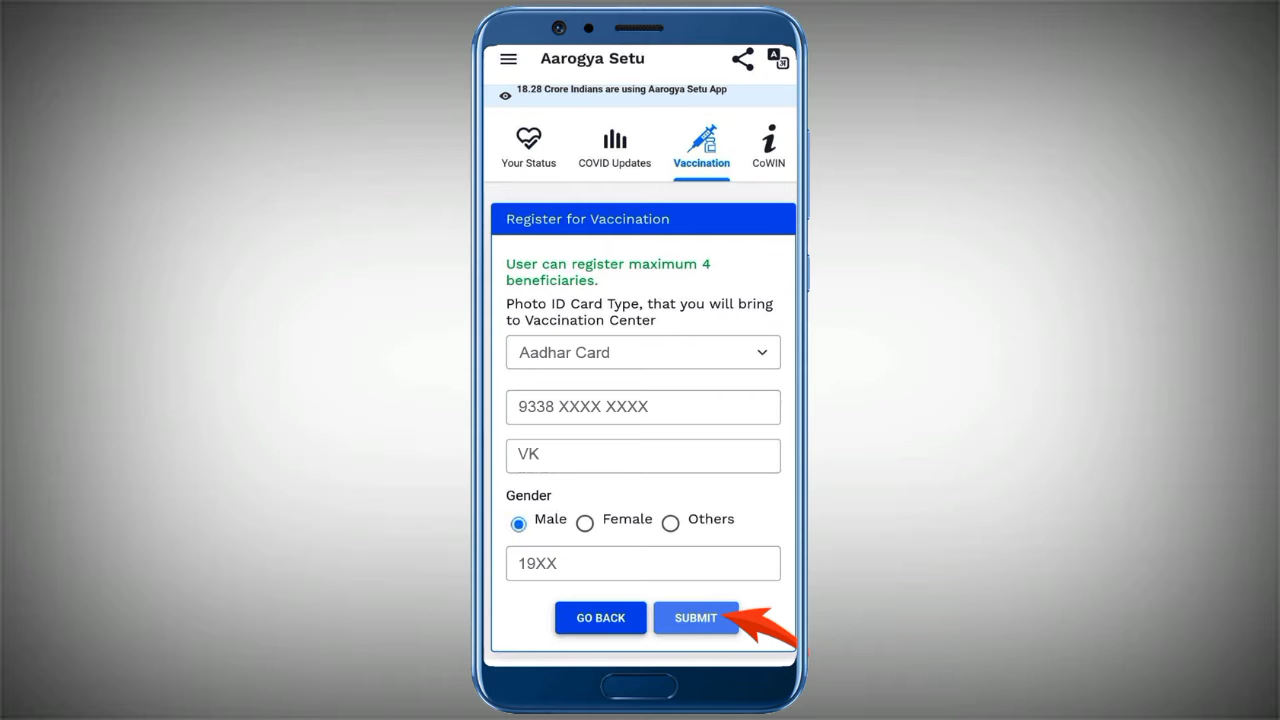 Aarogya Setu
A
अ
18.28 Crore Indians are using Aarogya Setu App
Your Status COVID Updates Vaccination CoWIN
Register for Vaccination
User can register maximum 4
beneficiaries.
Photo ID Card Type, that you will bring
to Vaccination Center
Aadhar Card
9338 XXXX XXXX
VK
Gender
Male Female Others
19XX
GO BACK SUBMIT